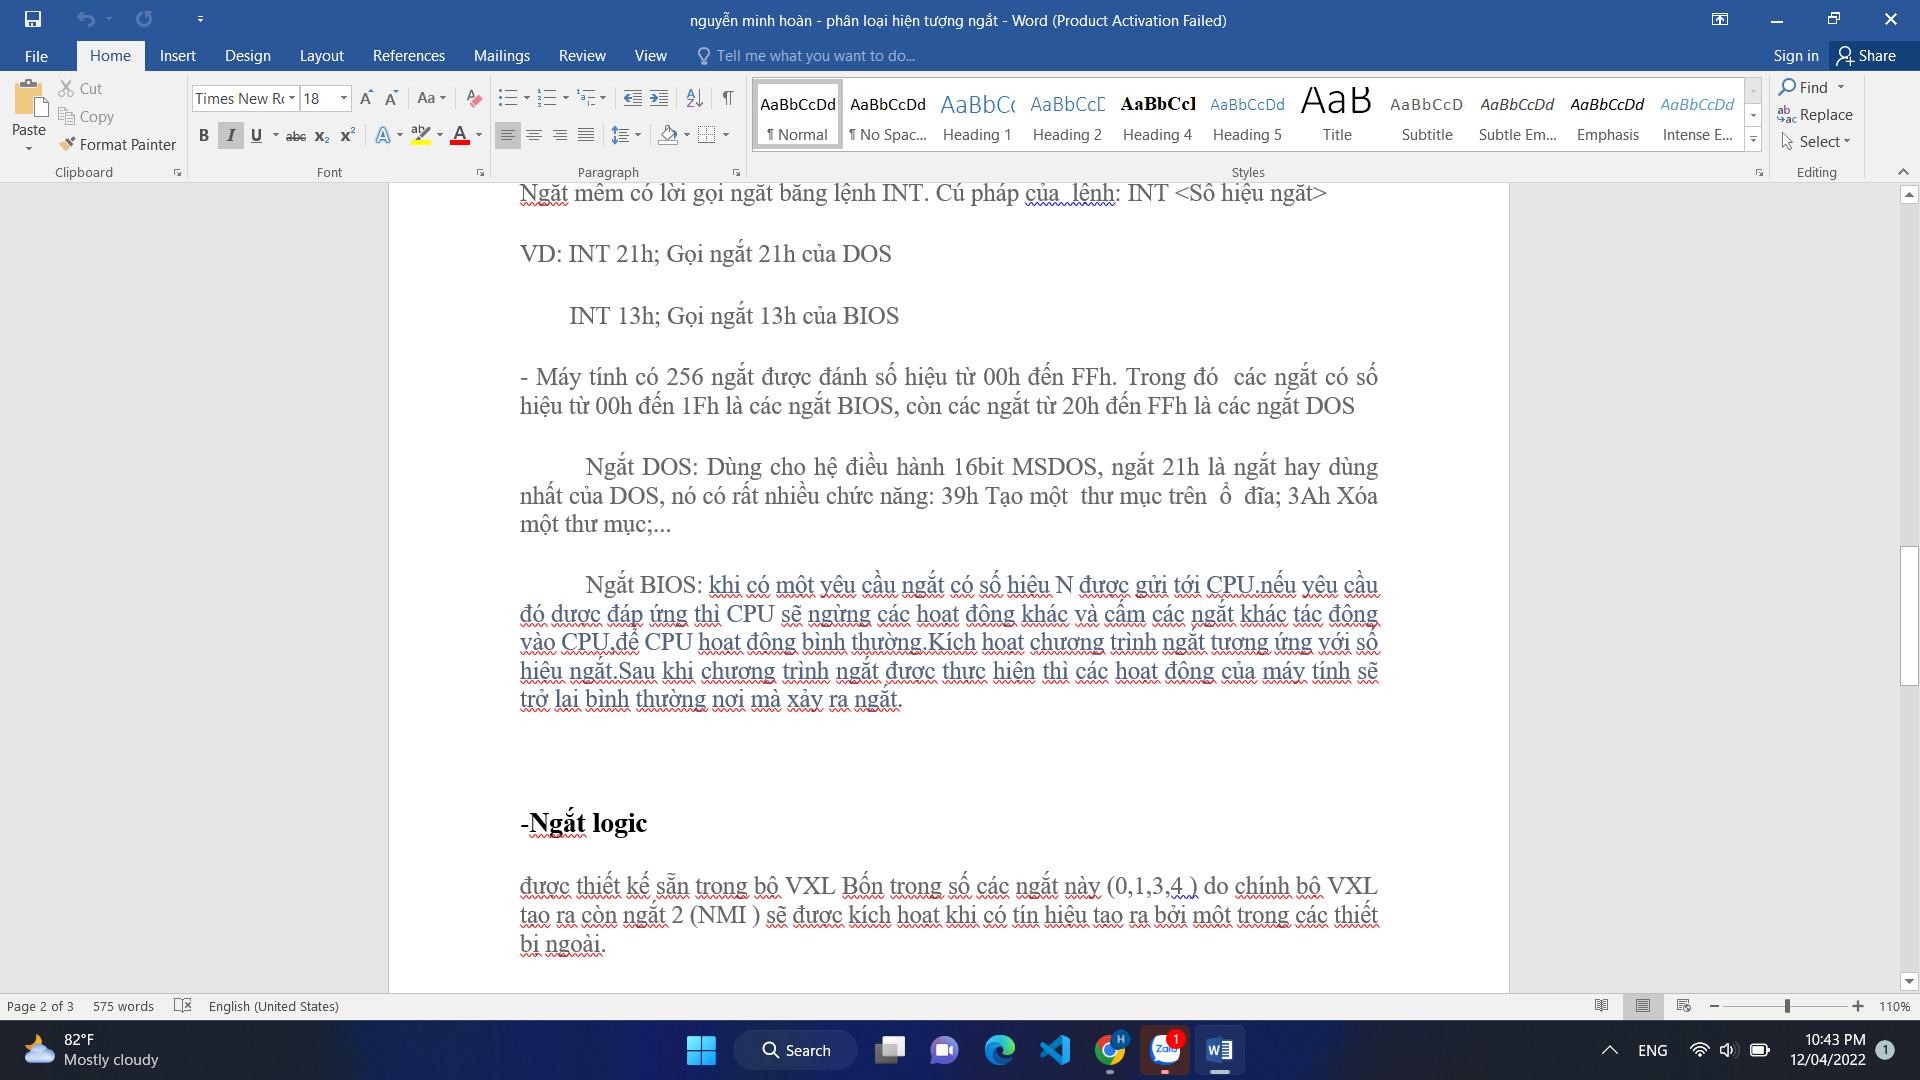 nguyễn minh hoàn - phân loại hiện tượng ngắt - Word (Product Activation Failed)
File Home Insert Design Layout References Mailings Review View Tell me what you want to do... Sign in Share
Paste Cut Copy Format Painter Clipboard
Times New Ro 18 Aa
B I U abc X₂ X² A ab A Font
Paragraph
AaBbCcDd AaBbCcDd AaBbCc AaBbCcD AaBbCcI AaBbCcDd AaB AaBbCcD AaBbCcDd AaBbCcDd AaBbCcDd
¶ Normal ¶ No Spac... Heading 1 Heading 2 Heading 4 Heading 5 Title Subtitle Subtle Em... Emphasis Intense E...
Styles
Find Replace Select Editing
Ngắt mềm có lời gọi ngắt bằng lệnh INT. Cú pháp của  lệnh: INT <Số hiệu ngắt>
VD: INT 21h; Gọi ngắt 21h của DOS
INT 13h; Gọi ngắt 13h của BIOS
- Máy tính có 256 ngắt được đánh số hiệu từ 00h đến FFh. Trong đó  các ngắt có số
hiệu từ 00h đến 1Fh là các ngắt BIOS, còn các ngắt từ 20h đến FFh là các ngắt DOS
Ngắt DOS: Dùng cho hệ điều hành 16bit MSDOS, ngắt 21h là ngắt hay dùng
nhất của DOS, nó có rất nhiều chức năng: 39h Tạo một  thư mục trên  ổ  đĩa; 3Ah Xóa
một thư mục;...
Ngắt BIOS: khi có một yêu cầu ngắt có số hiêu N được gửi tới CPU.nếu yêu cầu
đó dược đáp ứng thì CPU sẽ ngừng các hoạt động khác và cấm các ngắt khác tác động
vào CPU,để CPU hoạt động bình thường.Kích hoạt chương trình ngắt tương ứng với số
hiệu ngắt.Sau khi chương trình ngắt được thực hiện thì các hoạt động của máy tính sẽ
trở lại bình thường nơi mà xảy ra ngắt.
-Ngắt logic
được thiết kế sẵn trong bộ VXL Bốn trong số các ngắt này (0,1,3,4 ) do chính bộ VXL
tạo ra còn ngắt 2 (NMI ) sẽ được kích hoạt khi có tín hiệu tạo ra bởi một trong các thiết
bị ngoài.
Page 2 of 3 575 words English (United States) 110%
82°F
Mostly cloudy
Search
H
Zalo 1
ENG
10:43 PM
12/04/2022
1